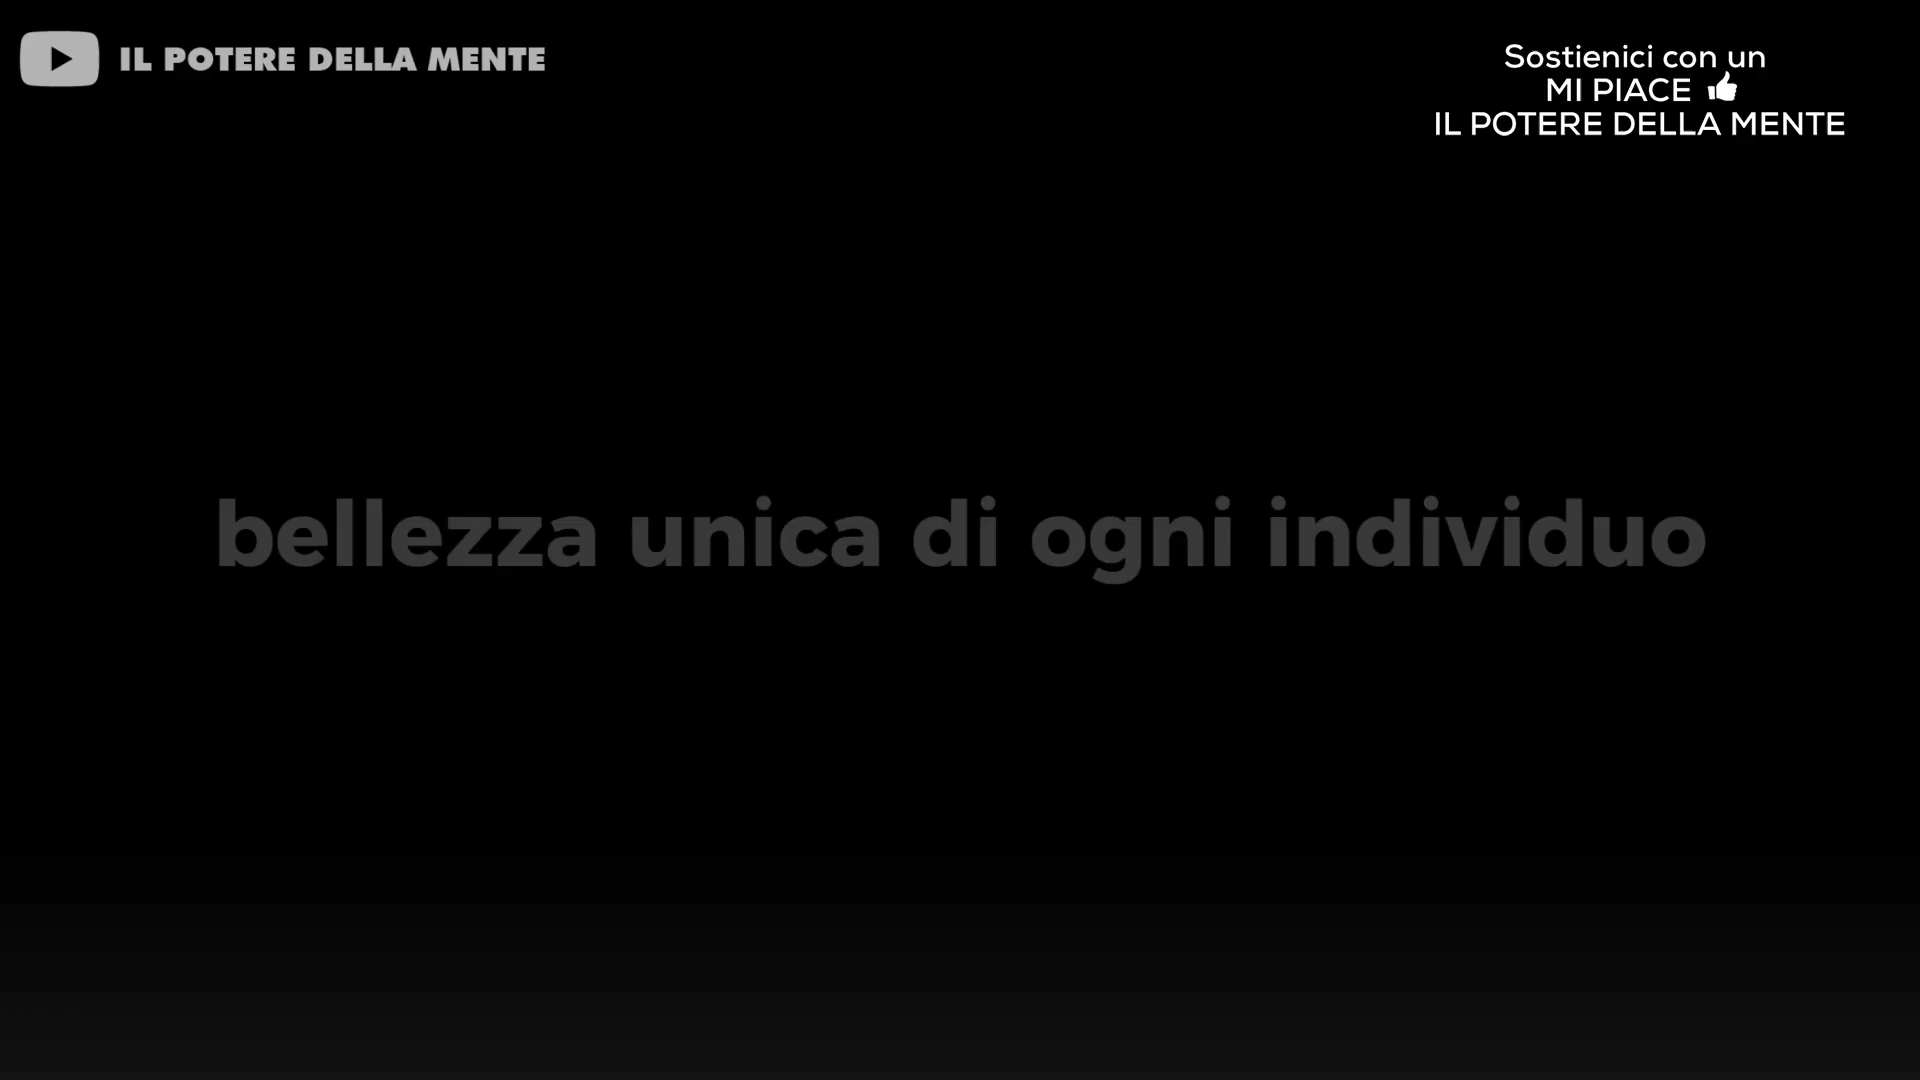 IL POTERE DELLA MENTE
Sostienici con un
MI PIACE 👍
IL POTERE DELLA MENTE
bellezza unica di ogni individuo